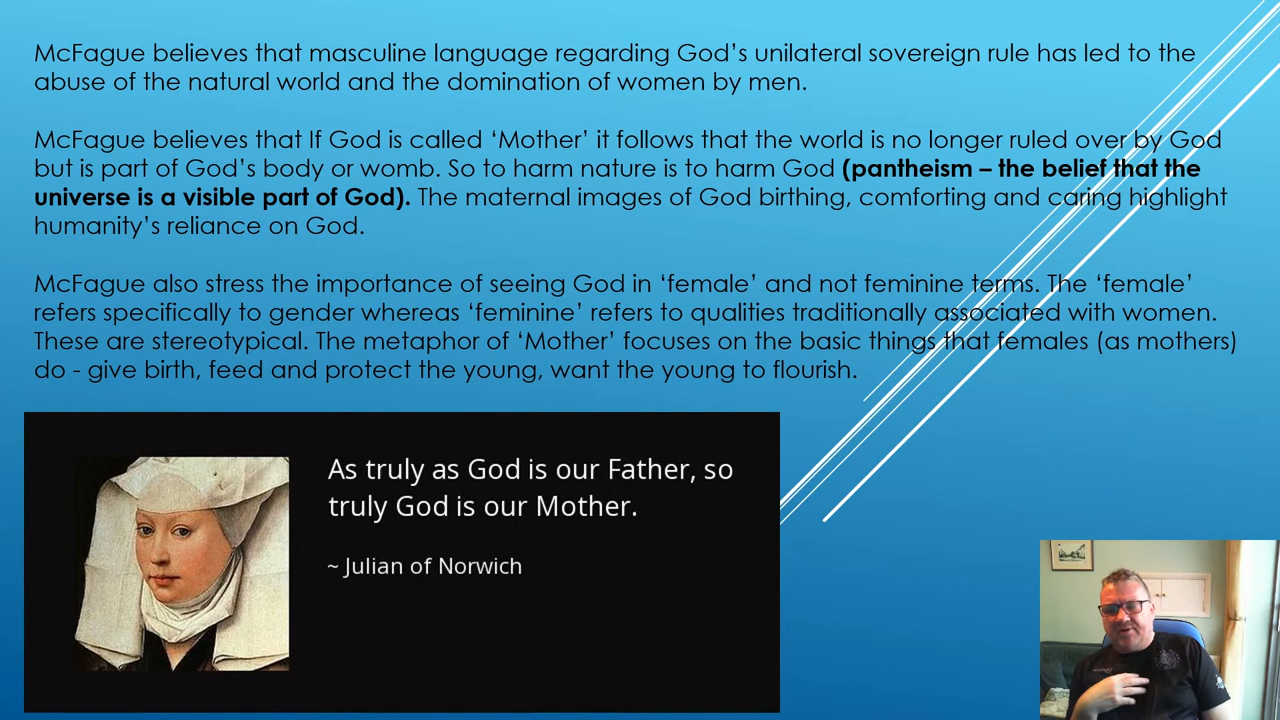 McFague believes that masculine language regarding God’s unilateral sovereign rule has led to the
abuse of the natural world and the domination of women by men.
McFague believes that If God is called ‘Mother’ it follows that the world is no longer ruled over by God
but is part of God’s body or womb. So to harm nature is to harm God (pantheism – the belief that the
universe is a visible part of God). The maternal images of God birthing, comforting and caring highlight
humanity’s reliance on God.
McFague also stress the importance of seeing God in ‘female’ and not feminine terms. The ‘female’
refers specifically to gender whereas ‘feminine’ refers to qualities traditionally associated with women.
These are stereotypical. The metaphor of ‘Mother’ focuses on the basic things that females (as mothers)
do - give birth, feed and protect the young, want the young to flourish.
As truly as God is our Father, so
truly God is our Mother.
~ Julian of Norwich